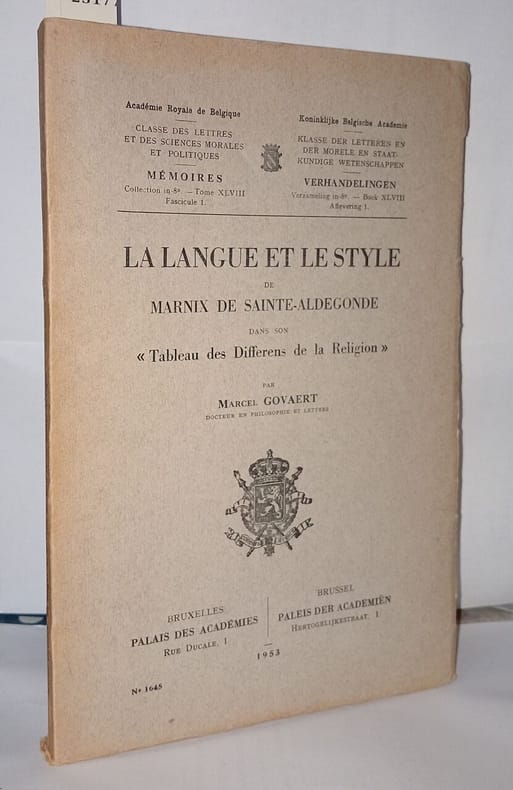 Académie Royale de Belgique
CLASSE DES LETTRES
ET DES SCIENCES MORALES
ET POLITIQUES
MÉMOIRES
Collection in-8º. — Tome XLVIII
Fascicule 1.
Koninklijke Belgische Academie
KLASSE DER LETTEREN EN
DER MORELE EN STAAT-
KUNDIGE WETENSCHAPPEN
VERHANDELINGEN
Verzameling in-8º. — Boek XLVIII
Aflevering 1.
LA LANGUE ET LE STYLE
DE
MARNIX DE SAINTE-ALDEGONDE
DANS SON
« Tableau des Differens de la Religion »
PAR
MARCEL GOVAERT
DOCTEUR EN PHILOSOPHIE ET LETTRES
BRUXELLES
PALAIS DES ACADÉMIES
RUE DUCALE, 1
BRUSSEL
PALEIS DER ACADEMIËN
HERTOGELIJKESTRAAT, 1
1953
Nº 1645